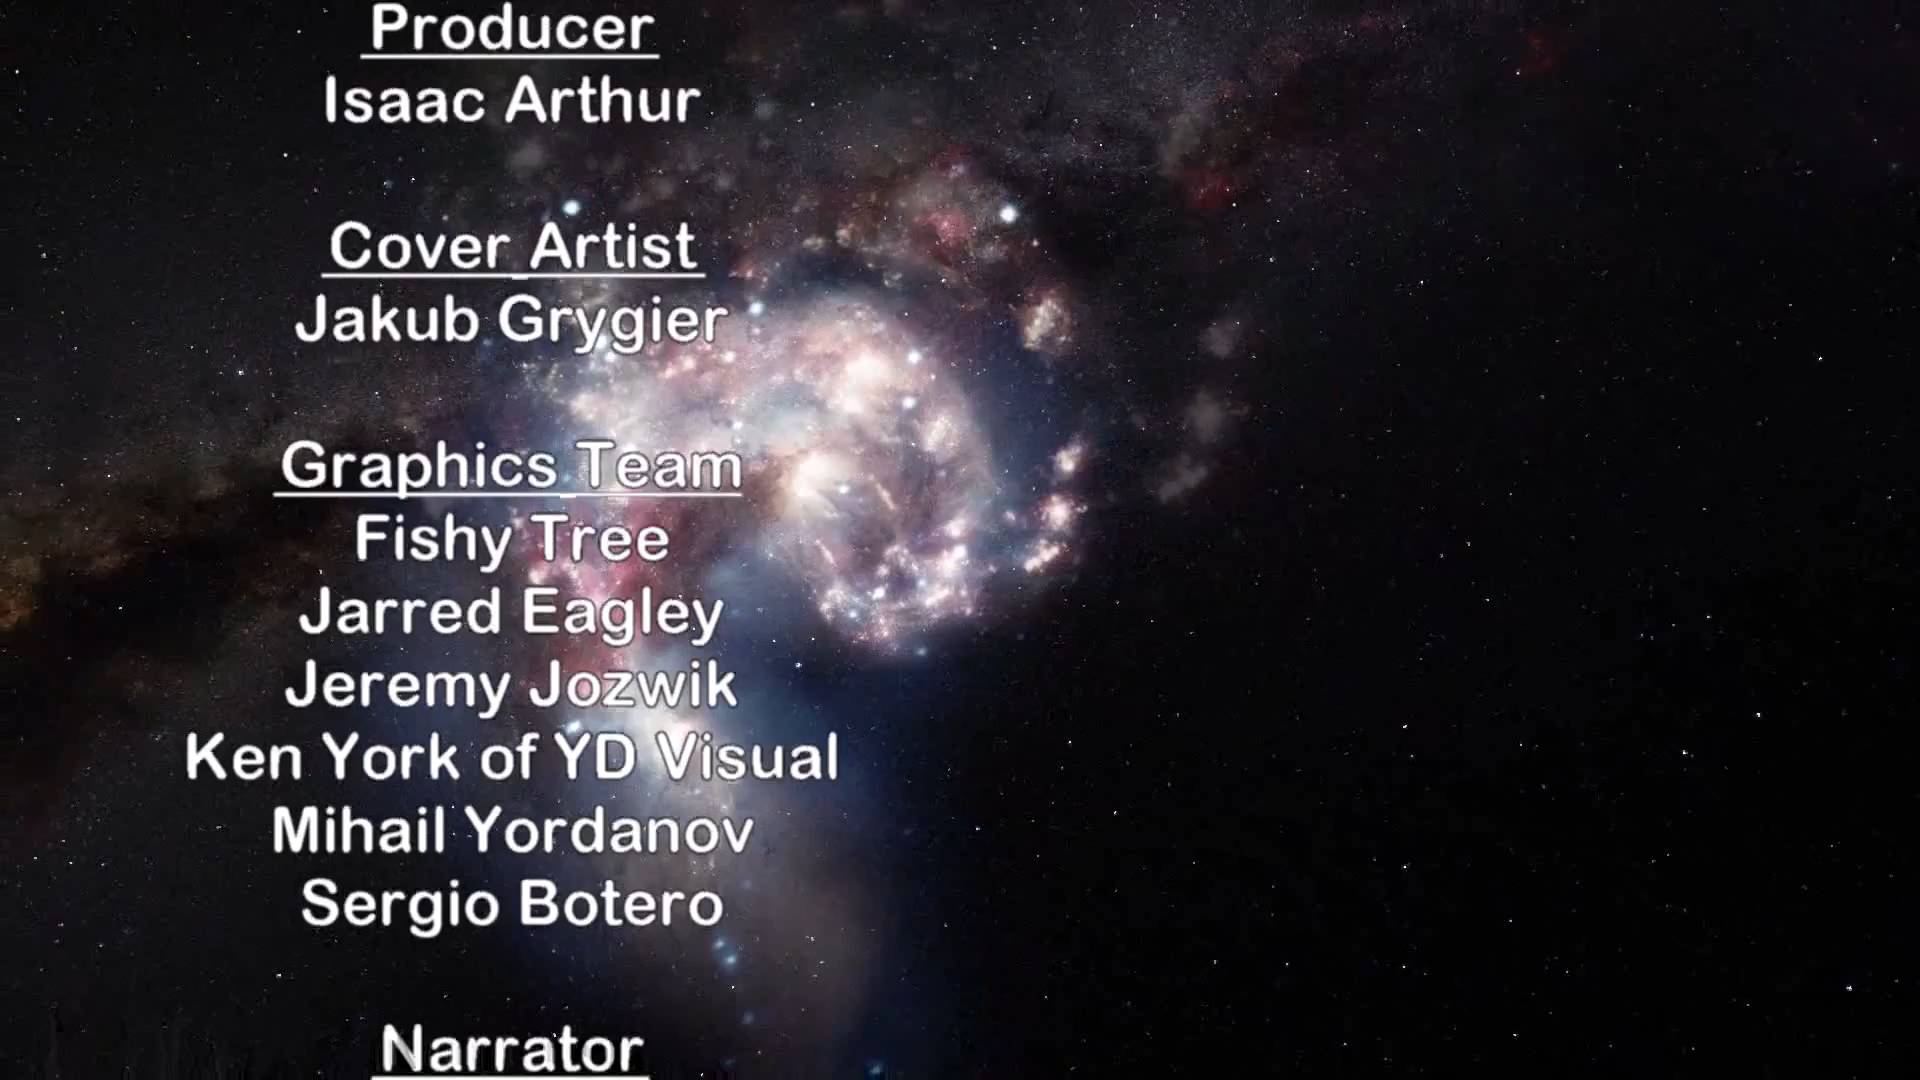 Producer
Isaac Arthur
Cover Artist
Jakub Grygier
Graphics Team
Fishy Tree
Jarred Eagley
Jeremy Jozwik
Ken York of YD Visual
Mihail Yordanov
Sergio Botero
Narrator